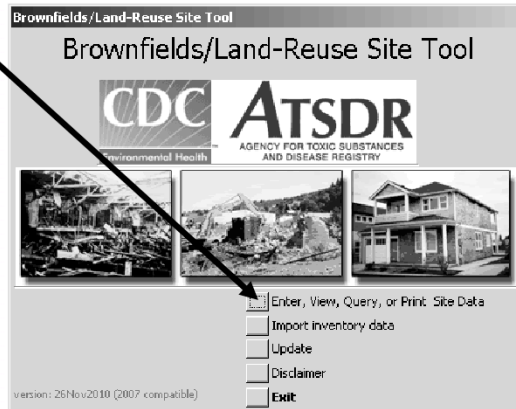 Brownfields/Land-Reuse Site Tool
Brownfields/Land-Reuse Site Tool
CDC
Environmental Health
ATSDR
AGENCY FOR TOXIC SUBSTANCES
AND DISEASE REGISTRY
Enter, View, Query, or Print Site Data
Import inventory data
Update
Disclaimer
version: 26Nov2010 (2007 compatible)
Exit